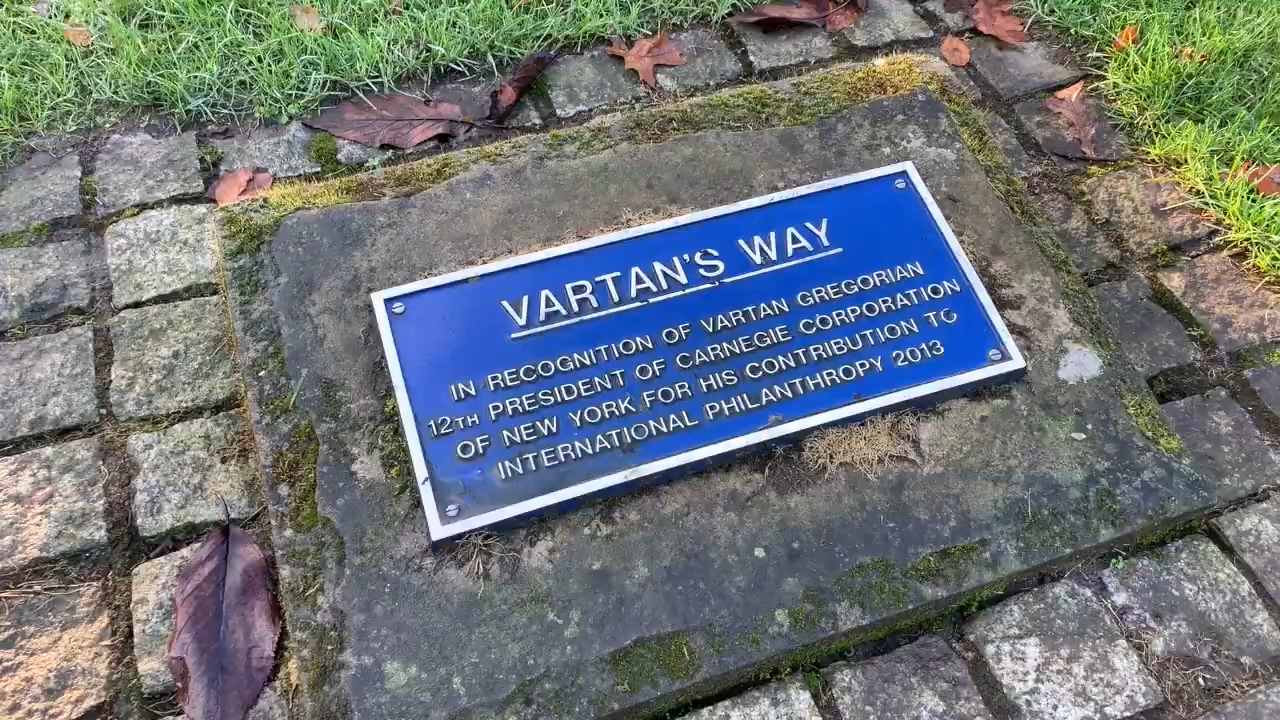 VARTAN'S WAY
IN RECOGNITION OF VARTAN GREGORIAN
12TH PRESIDENT OF CARNEGIE CORPORATION
OF NEW YORK FOR HIS CONTRIBUTION TO
INTERNATIONAL PHILANTHROPY 2013